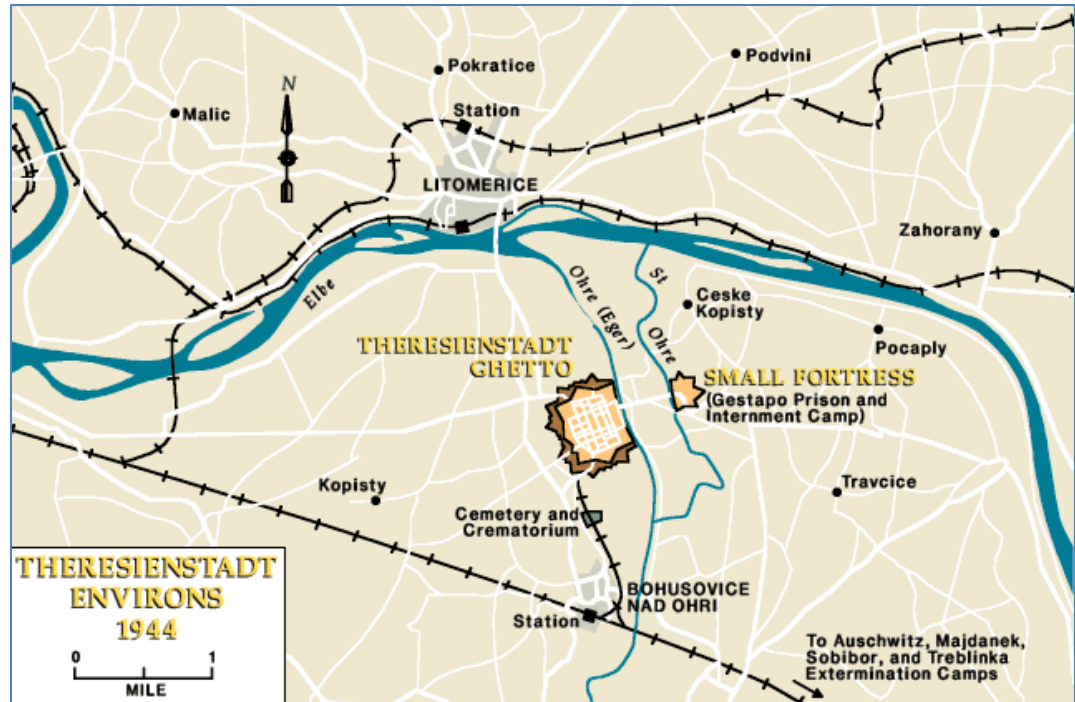 Pokratice
Podvini
Malic
N
Station
LITOMERICE
Zahorany
Elbe
Ohre (Eger)
St Ohre
Ceske
Kopisty
Pocaply
THERESIENSTADT
GHETTO
SMALL FORTRESS
(Gestapo Prison and
Internment Camp)
Kopisty
Travcice
Cemetery and
Crematorium
BOHUSOVICE
NAD OHRI
Station
To Auschwitz, Majdanek,
Sobibor, and Treblinka
Extermination Camps
THERESIENSTADT
ENVIRONS
1944
0 1
MILE